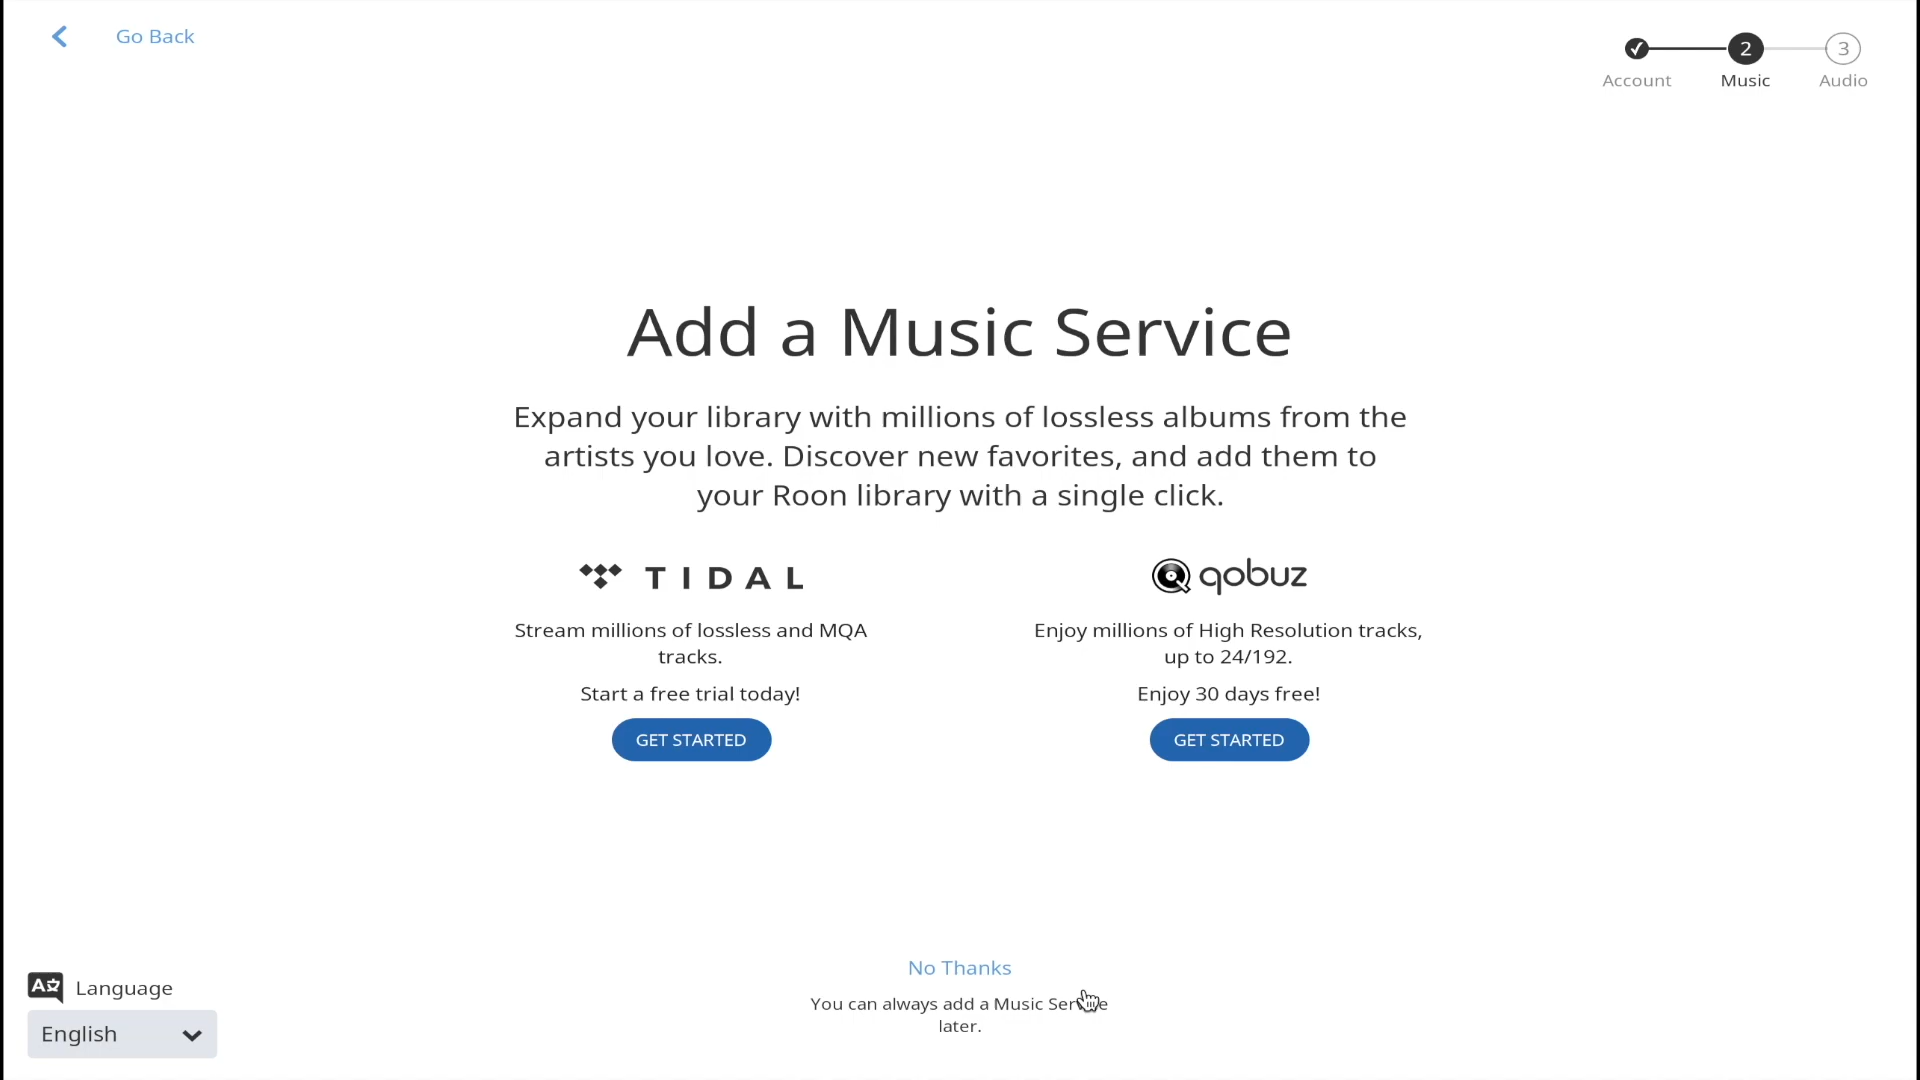 Go Back
2
3
Account
Music
Audio
Add a Music Service
Expand your library with millions of lossless albums from the
artists you love. Discover new favorites, and add them to
your Roon library with a single click.
TIDAL
Stream millions of lossless and MQA
tracks.
Start a free trial today!
GET STARTED
qobuz
Enjoy millions of High Resolution tracks,
up to 24/192.
Enjoy 30 days free!
GET STARTED
No Thanks
You can always add a Music Service
later.
Language
English